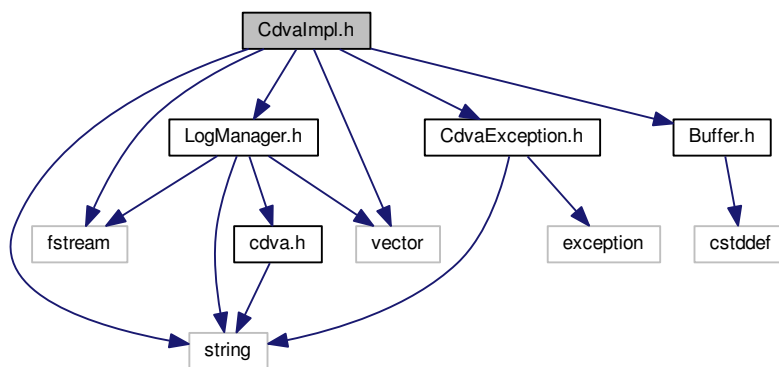 CdvaImpl.h
LogManager.h
CdvaException.h
Buffer.h
fstream
cdva.h
vector
exception
cstddef
string